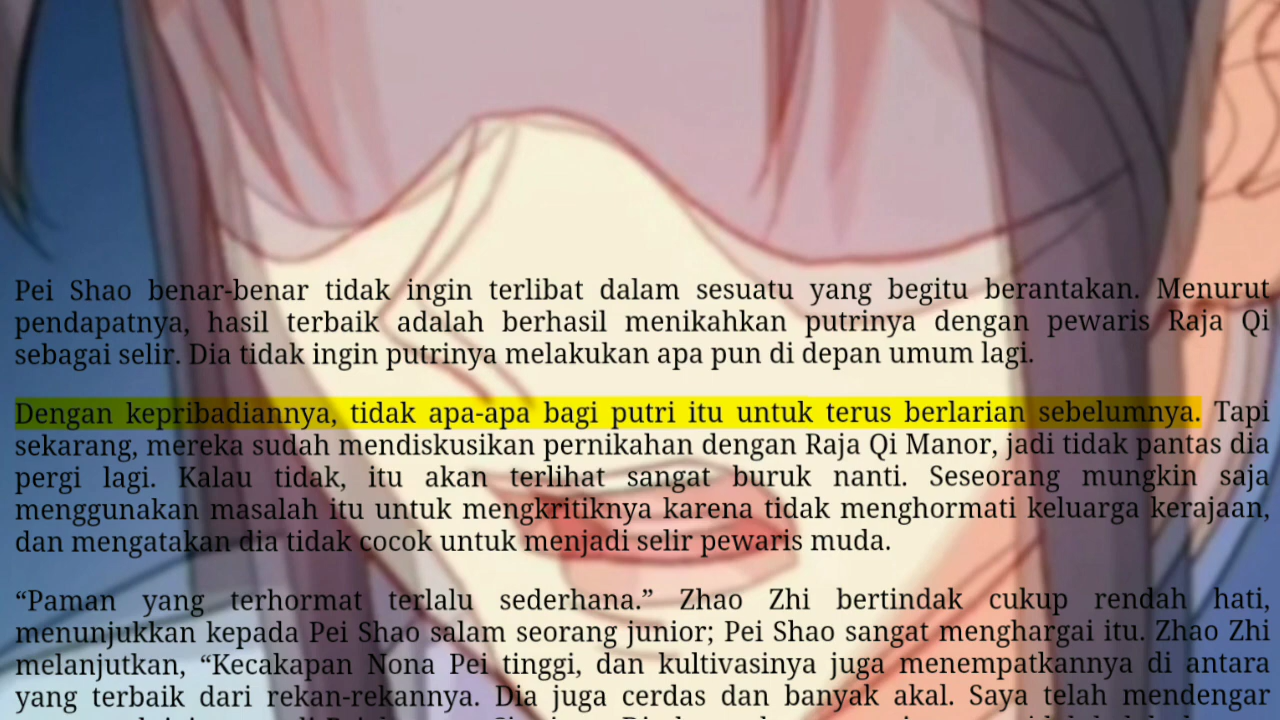 Pei Shao benar-benar tidak ingin terlibat dalam sesuatu yang begitu berantakan. Menurut
pendapatnya, hasil terbaik adalah berhasil menikahkan putrinya dengan pewaris Raja Qi
sebagai selir. Dia tidak ingin putrinya melakukan apa pun di depan umum lagi.
Dengan kepribadiannya, tidak apa-apa bagi putri itu untuk terus berlarian sebelumnya. Tapi
sekarang, mereka sudah mendiskusikan pernikahan dengan Raja Qi Manor, jadi tidak pantas dia
pergi lagi. Kalau tidak, itu akan terlihat sangat buruk nanti. Seseorang mungkin saja
menggunakan masalah itu untuk mengkritiknya karena tidak menghormati keluarga kerajaan,
dan mengatakan dia tidak cocok untuk menjadi selir pewaris muda.
“Paman yang terhormat terlalu sederhana.” Zhao Zhi bertindak cukup rendah hati,
menunjukkan kepada Pei Shao salam seorang junior; Pei Shao sangat menghargai itu. Zhao Zhi
melanjutkan, “Kecakapan Nona Pei tinggi, dan kultivasinya juga menempatkannya di antara
yang terbaik dari rekan-rekannya. Dia juga cerdas dan banyak akal. Saya telah mendengar